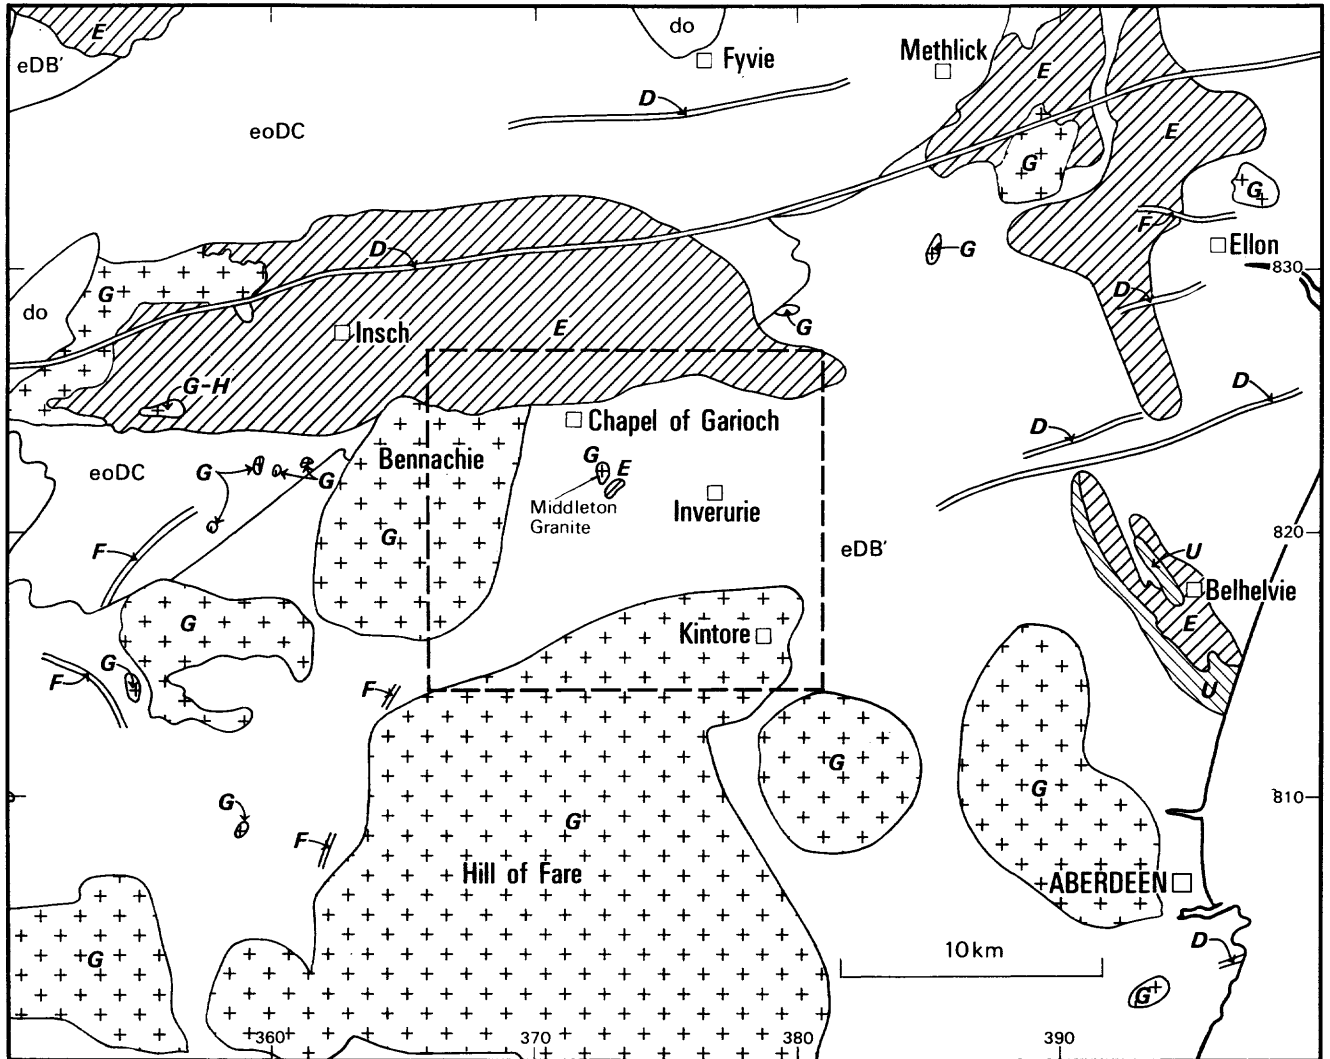 E
do
eDB'
Fyvie
Methlick
E
D
eoDC
E
G
G
F
Ellon
D
G
G
830
do
D
G
Insch
E
G
D
G-H
D
Chapel of Garioch
D
Bennachie
G
E
eoDC
G
G
Middleton
Granite
Inverurie
F
G
eDB'
820
U
Belhelvie
G
Kintore
E
G
F
F
U
G
G
810
G
F
G
Hill of Fare
ABERDEEN
G
10km
D
G
360
370
380
390